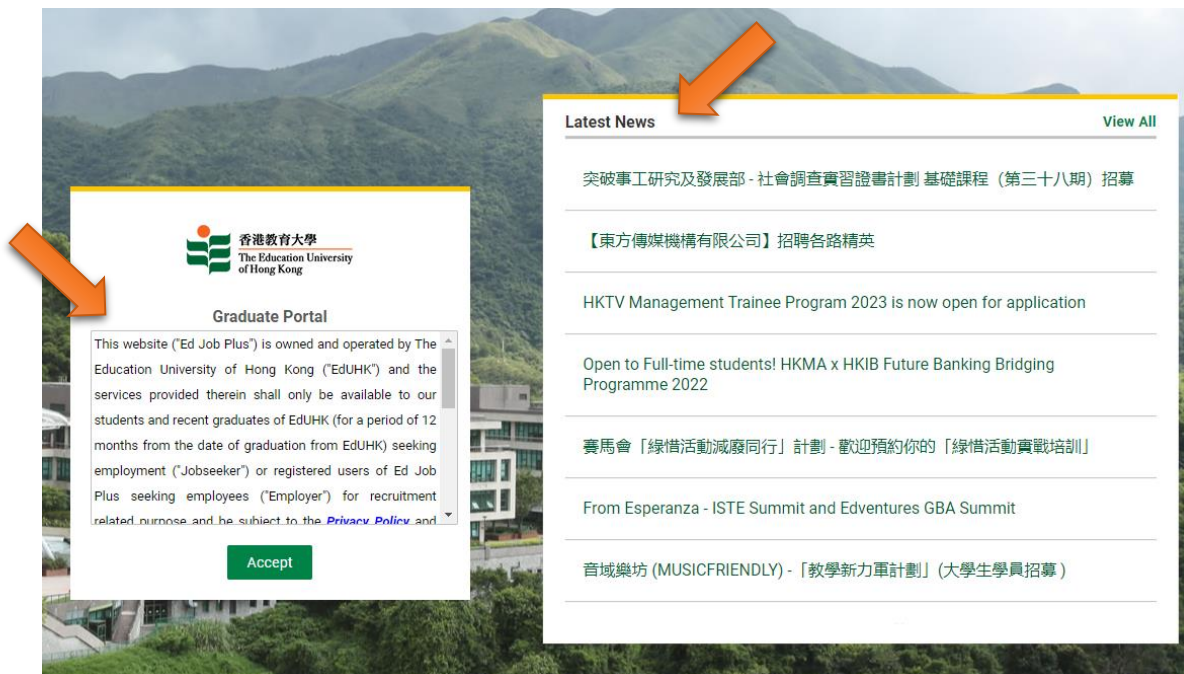 香港教育大學
The Education University
of Hong Kong
Graduate Portal
This website ("Ed Job Plus") is owned and operated by The
Education University of Hong Kong ("EdUHK") and the
services provided therein shall only be available to our
students and recent graduates of EdUHK (for a period of 12
months from the date of graduation from EdUHK) seeking
employment ("Jobseeker") or registered users of Ed Job
Plus seeking employees ("Employer") for recruitment
related purpose and be subject to the Privacy Policy and
Accept
Latest News
View All
突破事工研究及發展部 - 社會調查實習證書計劃 基礎課程（第三十八期）招募
【東方傳媒機構有限公司】招聘各路精英
HKTV Management Trainee Program 2023 is now open for application
Open to Full-time students! HKMA x HKIB Future Banking Bridging
Programme 2022
賽馬會「綠惜活動減廢同行」計劃 - 歡迎預約你的「綠惜活動實戰培訓」
From Esperanza - ISTE Summit and Edventures GBA Summit
音域樂坊 (MUSICFRIENDLY) -「教學新力軍計劃」(大學生學員招募 )